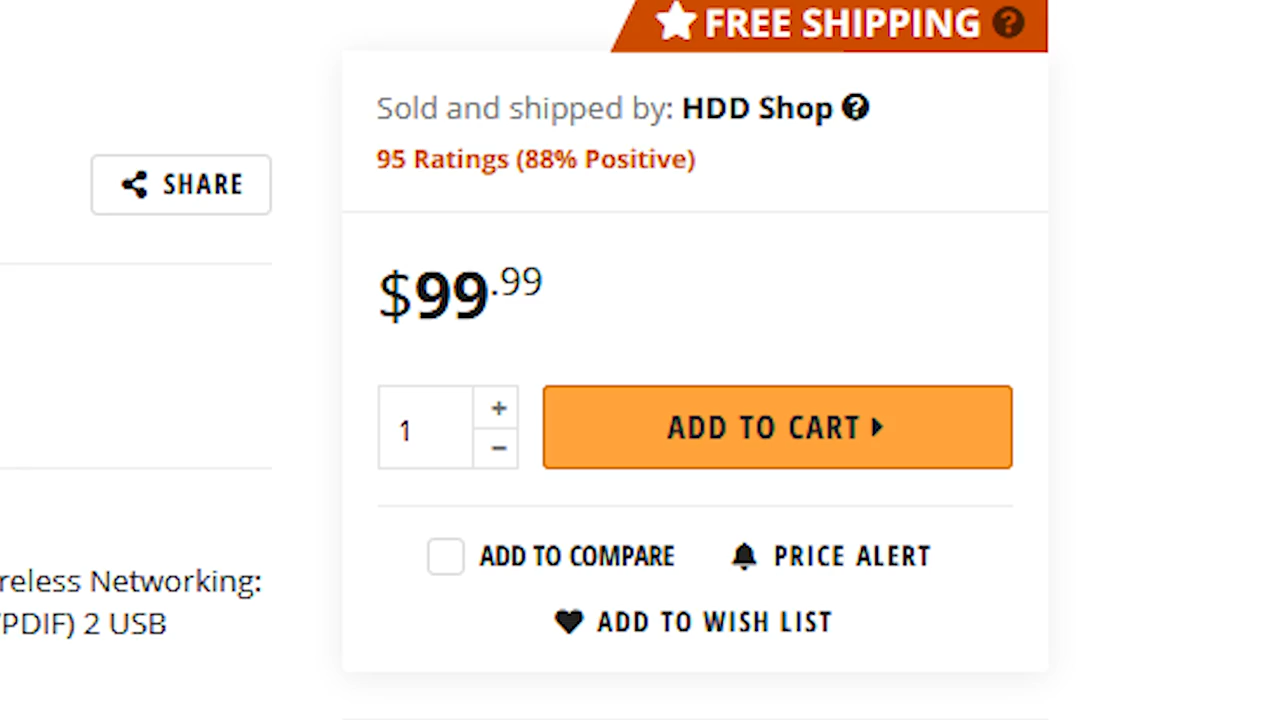 FREE SHIPPING ?
Sold and shipped by: HDD Shop ?
95 Ratings (88% Positive)
SHARE
$99.99
1
+
−
ADD TO CART
ADD TO COMPARE
PRICE ALERT
ADD TO WISH LIST
reless Networking:
PDIF) 2 USB